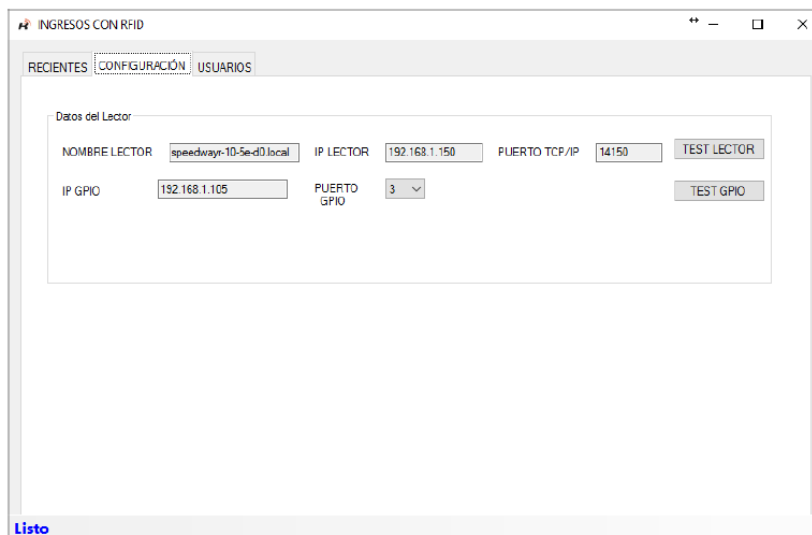 INGRESOS CON RFID
RECIENTES CONFIGURACIÓN USUARIOS
Datos del Lector
NOMBRE LECTOR speedwayr-10-5e-d0.local IP LECTOR 192.168.1.150 PUERTO TCP/IP 14150 TEST LECTOR
IP GPIO 192.168.1.105 PUERTO GPIO 3 TEST GPIO
Listo